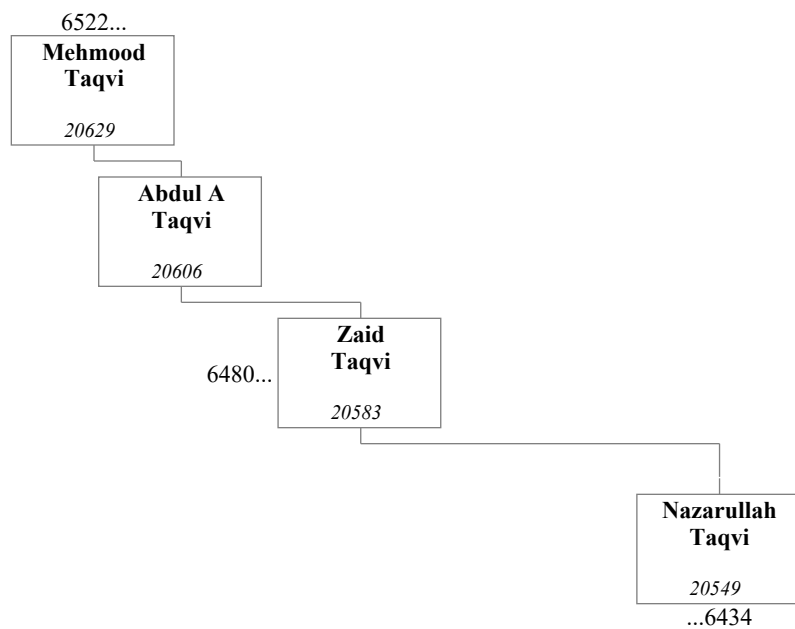 6522...
Mehmood
Taqvi
20629
Abdul A
Taqvi
20606
Zaid
Taqvi
6480...
20583
Nazarullah
Taqvi
20549
...6434